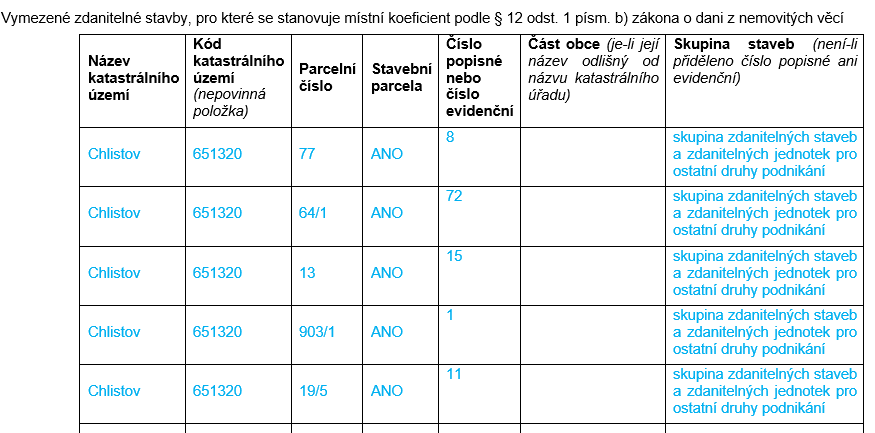 Vymezené zdanitelné stavby, pro které se stanovuje místní koeficient podle § 12 odst. 1 písm. b) zákona o dani z nemovitých věcí
Název katastrálního území
Kód katastrálního území (nepovinná položka)
Parcelní číslo
Stavební parcela
Číslo popisné nebo číslo evidenční
Část obce (je-li její název odlišný od názvu katastrálního úřadu)
Skupina staveb (není-li přiděleno číslo popisné ani evidenční)
Chlistov 651320 77 ANO 8 skupina zdanitelných staveb a zdanitelných jednotek pro ostatní druhy podnikání
Chlistov 651320 64/1 ANO 72 skupina zdanitelných staveb a zdanitelných jednotek pro ostatní druhy podnikání
Chlistov 651320 13 ANO 15 skupina zdanitelných staveb a zdanitelných jednotek pro ostatní druhy podnikání
Chlistov 651320 903/1 ANO 1 skupina zdanitelných staveb a zdanitelných jednotek pro ostatní druhy podnikání
Chlistov 651320 19/5 ANO 11 skupina zdanitelných staveb a zdanitelných jednotek pro ostatní druhy podnikání